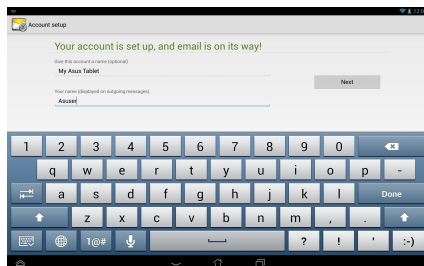 12:0
Account setup
Your account is set up, and email is on its way!
Give this account a name (optional)
My Asus Tablet
Next
Your name (displayed on outgoing messages)
Asuser
1 2 3 4 5 6 7 8 9 0
q w e r t y u i o p -
a s d f g h j k l Done
z x c v b n m , .
1@# ? ! ' :-)